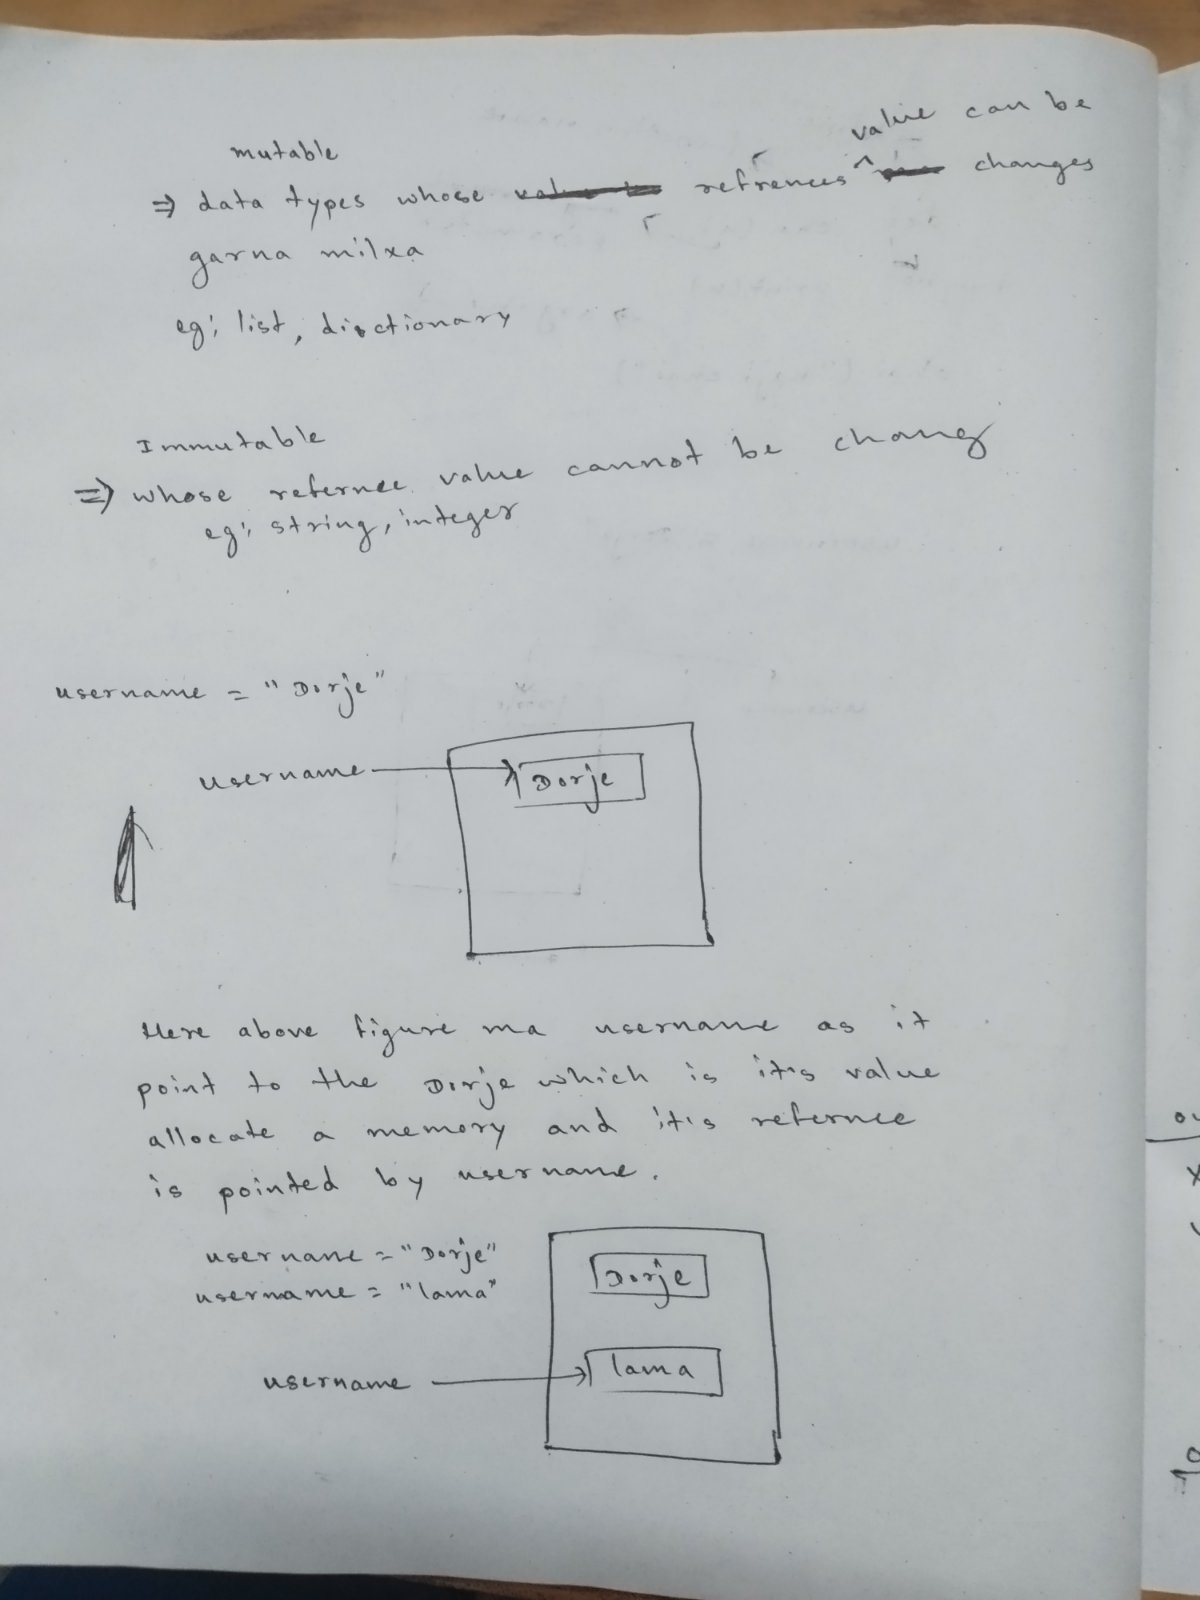 mutable
value can be
⇒ data types whose refrences ^ changes
garna milxa
eg: list, disctionary
Immutable
⇒ whose refernce value cannot be chang
eg: string, integer
username = "Dorje"
username → Dorje
Here above figure ma username as it
point to the Dorje which is it's value
allocate a memory and it's refernce
is pointed by username.
username = "Dorje"
username = "lama"
Dorje
username → lama